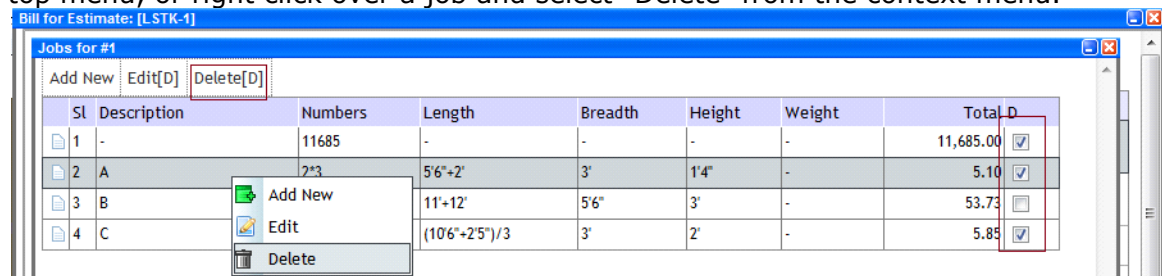 top menu, or right click over a job and select "Delete" from the context menu.
Bill for Estimate: [LSTK-1]
Jobs for #1
Add New Edit[D] Delete[D]
Sl Description Numbers Length Breadth Height Weight Total D
1 - 11685 - - - - 11,685.00
2 A 2*3 5'6"+2' 3' 1'4" - 5.10
3 B 11'+12' 5'6" 3' - 53.73
4 C (10'6"+2'5")/3 3' 2' - 5.85
Add New
Edit
Delete